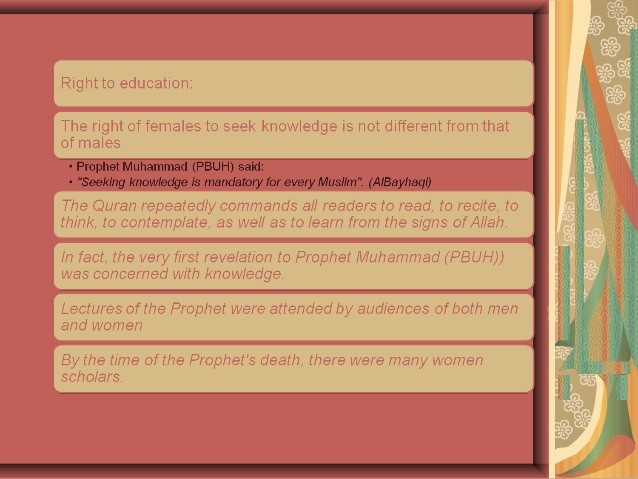 Right to education:
The right of females to seek knowledge is not different from that
of males
• Prophet Muhammad (PBUH) said:
• "Seeking knowledge is mandatory for every Muslim". (AlBayhaqi)
The Quran repeatedly commands all readers to read, to recite, to
think, to contemplate, as well as to learn from the signs of Allah.
In fact, the very first revelation to Prophet Muhammad (PBUH))
was concerned with knowledge.
Lectures of the Prophet were attended by audiences of both men
and women
By the time of the Prophet's death, there were many women
scholars.